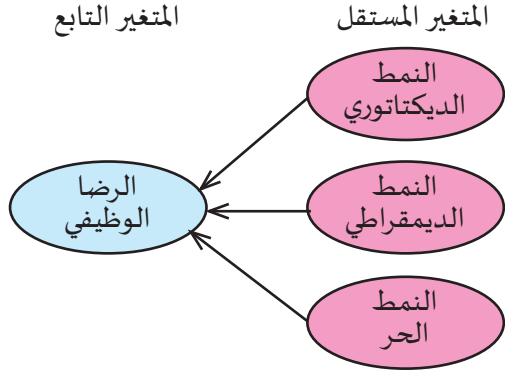 المتغير المستقل
المتغير التابع
النمط
الديكتاتوري
النمط
الديمقراطي
النمط
الحر
الرضا
الوظيفي